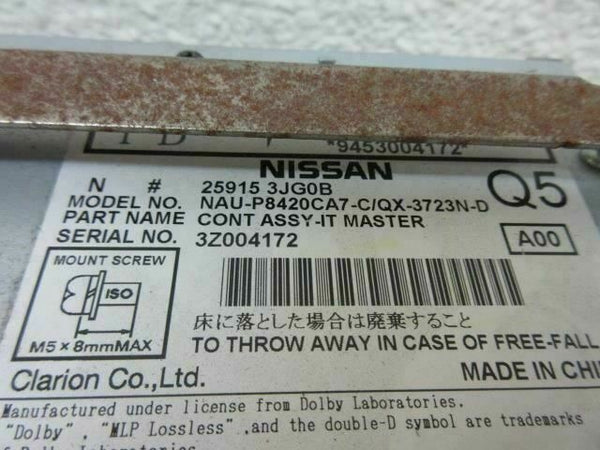 *9453004172*
NISSAN
N # 25915 3JG0B
Q5
MODEL NO. NAU-P8420CA7-C/QX-3723N-D
PART NAME CONT ASSY-IT MASTER
SERIAL NO. 3Z004172
A00
MOUNT SCREW
ISO
M5×8mmMAX
床に落とした場合は廃棄すること
TO THROW AWAY IN CASE OF FREE-FALL
Clarion Co.,Ltd.
MADE IN CHI
Manufactured under license from Dolby Laboratories.
"Dolby", "MLP Lossless",and the double-D symbol are trademarks